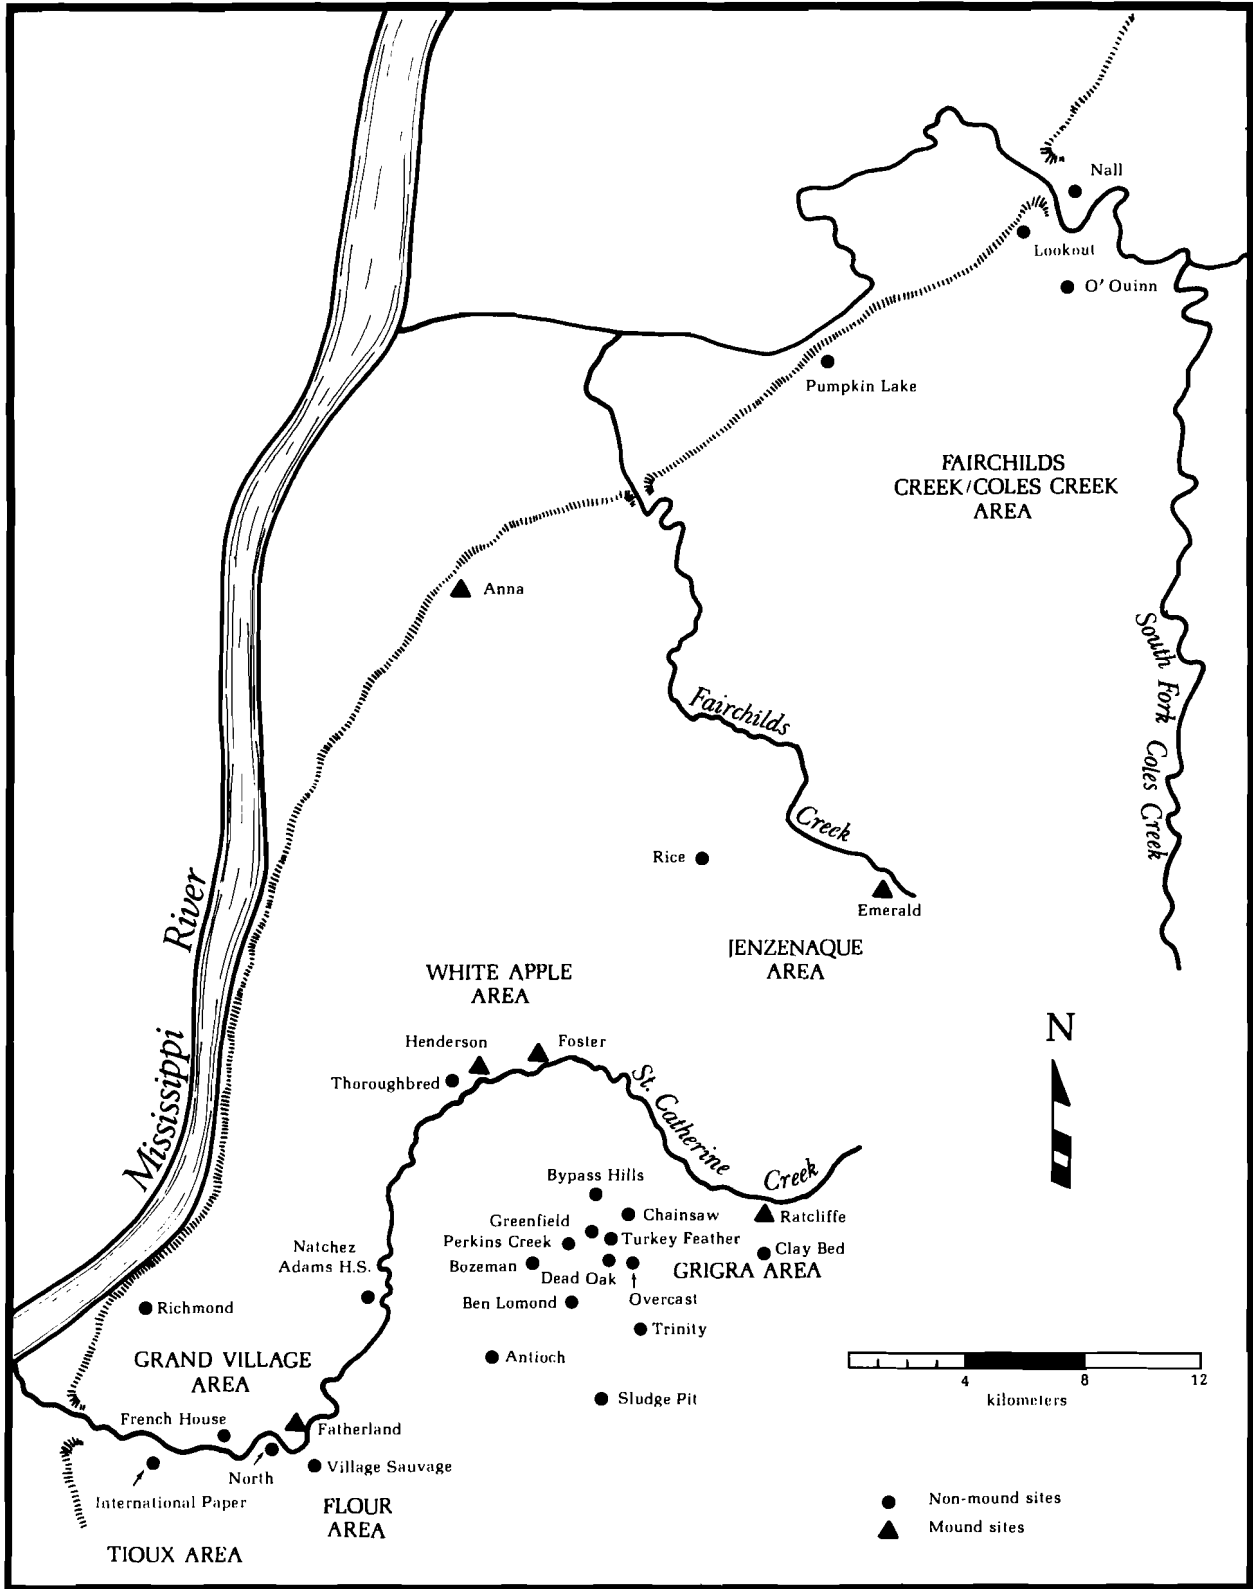 Nall
Lookout
O'Quinn
Pumpkin Lake
FAIRCHILDS
CREEK/COLES CREEK
AREA
Anna
South Fork Coles Creek
Fairchilds
Creek
Rice
Emerald
JENZENAQUE
AREA
Mississippi River
WHITE APPLE
AREA
N
Henderson
Foster
Thoroughbred
St. Catherine
Creek
Bypass Hills
Chainsaw
Ratcliffe
Greenfield
Turkey Feather
Perkins Creek
Clay Bed
Natchez
Adams H.S.
Bozeman
Dead Oak
GRIGRA AREA
Overcast
Ben Lomond
Richmond
Trinity
Antioch
GRAND VILLAGE
AREA
4
8
12
kilometers
Sludge Pit
French House
Fatherland
North
Village Sauvage
International Paper
FLOUR
AREA
Non-mound sites
Mound sites
TIOUX AREA